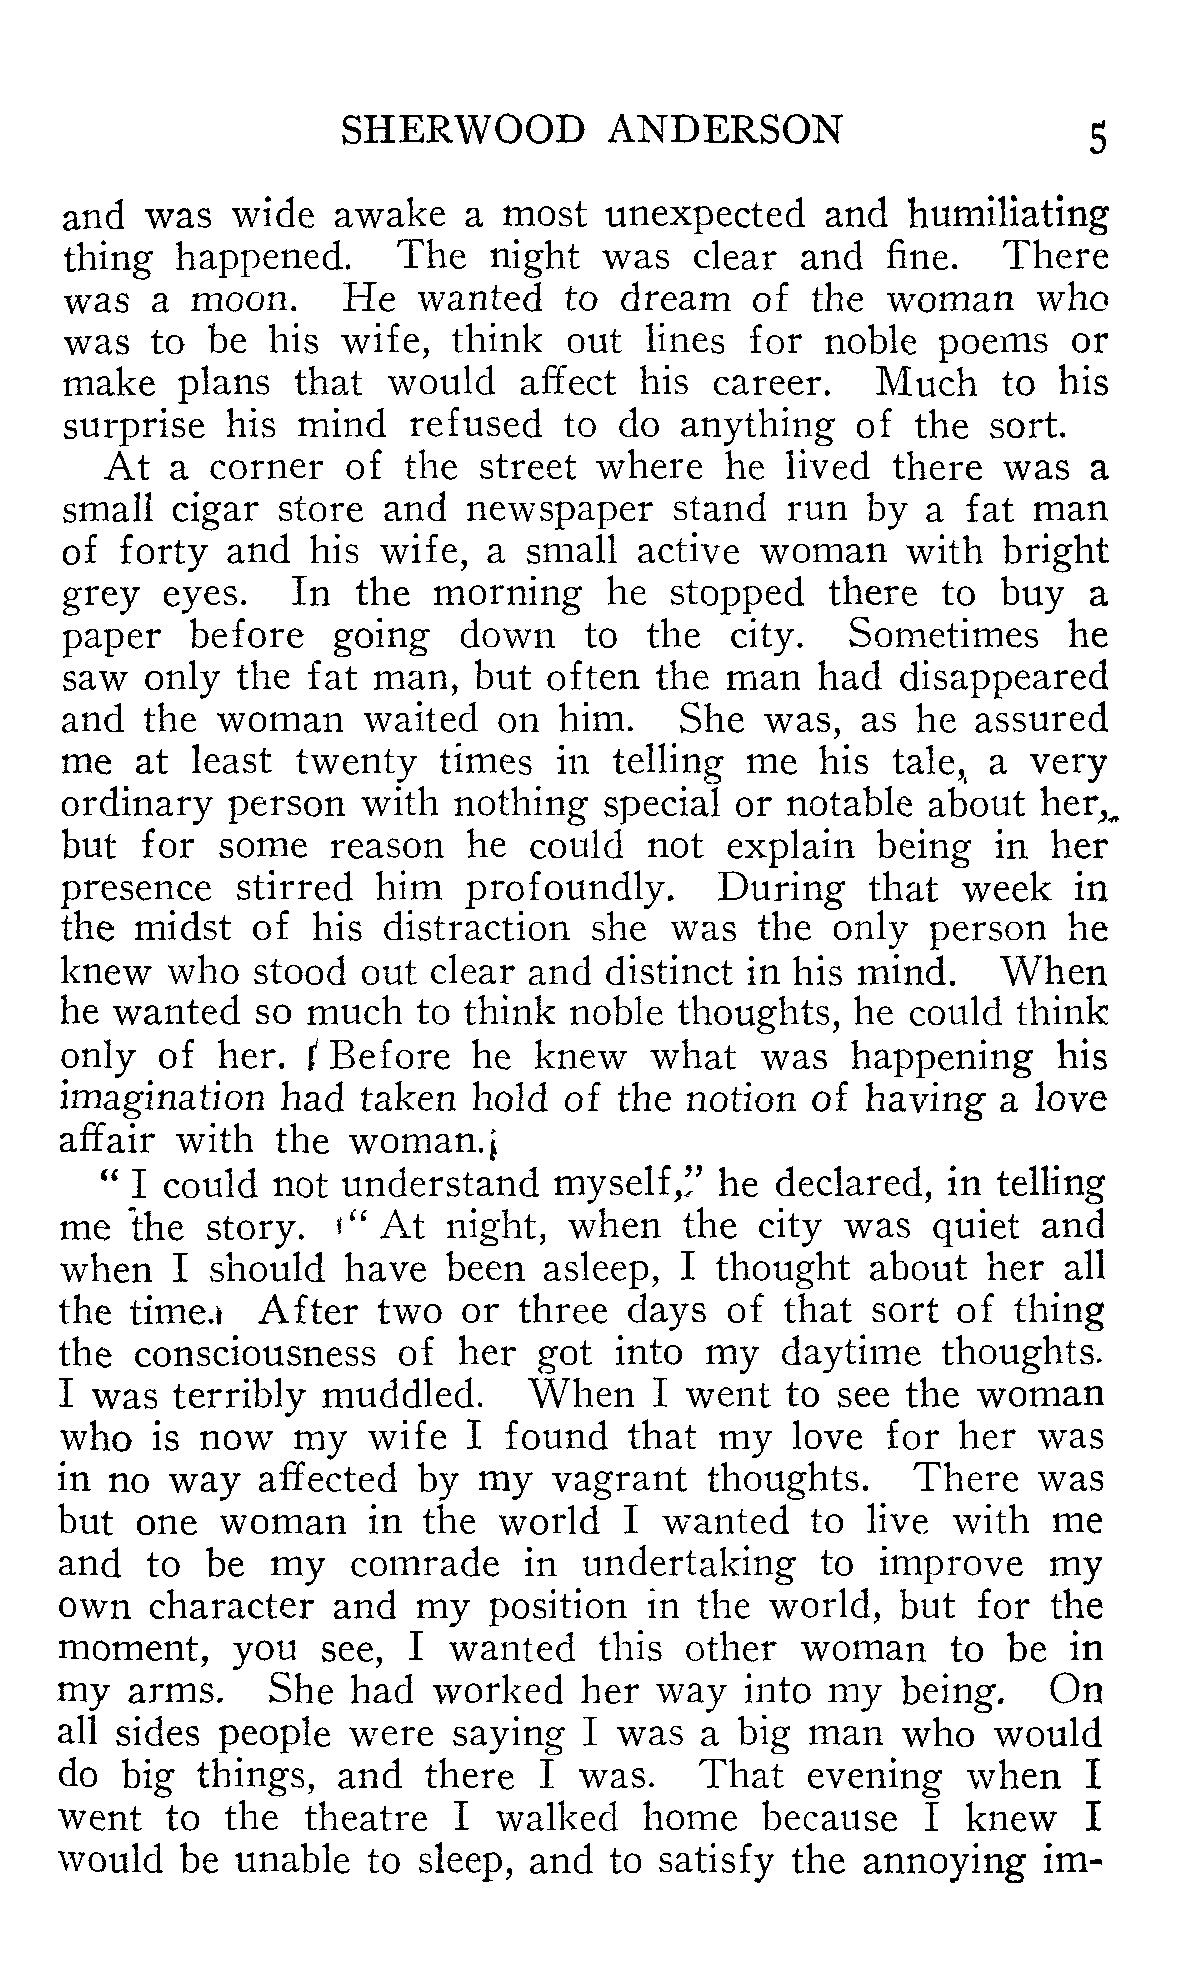 SHERWOOD ANDERSON 5
and was wide awake a most unexpected and humiliating
thing happened. The night was clear and fine. There
was a moon. He wanted to dream of the woman who
was to be his wife, think out lines for noble poems or
make plans that would affect his career. Much to his
surprise his mind refused to do anything of the sort.
At a corner of the street where he lived there was a
small cigar store and newspaper stand run by a fat man
of forty and his wife, a small active woman with bright
grey eyes. In the morning he stopped there to buy a
paper before going down to the city. Sometimes he
saw only the fat man, but often the man had disappeared
and the woman waited on him. She was, as he assured
me at least twenty times in telling me his tale, a very
ordinary person with nothing special or notable about her,
but for some reason he could not explain being in her
presence stirred him profoundly. During that week in
the midst of his distraction she was the only person he
knew who stood out clear and distinct in his mind. When
he wanted so much to think noble thoughts, he could think
only of her. Before he knew what was happening his
imagination had taken hold of the notion of having a love
affair with the woman.
“ I could not understand myself,” he declared, in telling
me the story. “ At night, when the city was quiet and
when I should have been asleep, I thought about her all
the time. After two or three days of that sort of thing
the consciousness of her got into my daytime thoughts.
I was terribly muddled. When I went to see the woman
who is now my wife I found that my love for her was
in no way affected by my vagrant thoughts. There was
but one woman in the world I wanted to live with me
and to be my comrade in undertaking to improve my
own character and my position in the world, but for the
moment, you see, I wanted this other woman to be in
my arms. She had worked her way into my being. On
all sides people were saying I was a big man who would
do big things, and there I was. That evening when I
went to the theatre I walked home because I knew I
would be unable to sleep, and to satisfy the annoying im-